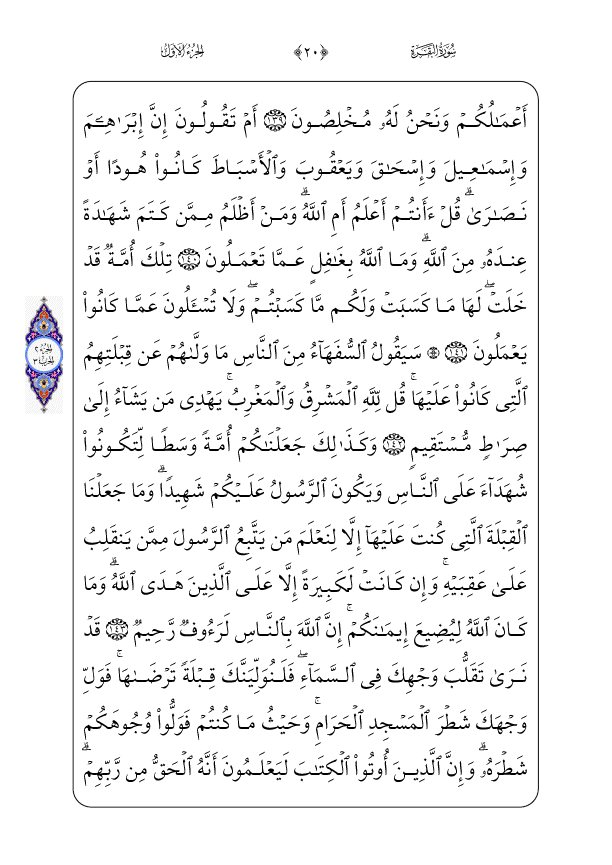 سُورَةُ البَقَرَة
﴿٢٠﴾
الجُزْءُ الأوَّلُ
أَعْمَـٰلُكُمْ وَنَحْنُ لَهُۥ مُخْلِصُونَ ﴿١٣٩﴾ أَمْ تَقُولُونَ إِنَّ إِبْرَٰهِـۧمَ
وَإِسْمَـٰعِيلَ وَإِسْحَـٰقَ وَيَعْقُوبَ وَٱلْأَسْبَاطَ كَانُوا۟ هُودًا أَوْ
نَصَـٰرَىٰ ۗ قُلْ ءَأَنتُمْ أَعْلَمُ أَمِ ٱللَّهُ ۗ وَمَنْ أَظْلَمُ مِمَّن كَتَمَ شَهَـٰدَةً
عِندَهُۥ مِنَ ٱللَّهِ ۗ وَمَا ٱللَّهُ بِغَـٰفِلٍ عَمَّا تَعْمَلُونَ ﴿١٤٠﴾ تِلْكَ أُمَّةٌ قَدْ
خَلَتْ ۖ لَهَا مَا كَسَبَتْ وَلَكُم مَّا كَسَبْتُمْ ۖ وَلَا تُسْـَٔلُونَ عَمَّا كَانُوا۟
يَعْمَلُونَ ﴿١٤١﴾ ۞ سَيَقُولُ ٱلسُّفَهَآءُ مِنَ ٱلنَّاسِ مَا وَلَّىٰهُمْ عَن قِبْلَتِهِمُ
ٱلَّتِى كَانُوا۟ عَلَيْهَا ۚ قُل لِّلَّهِ ٱلْمَشْرِقُ وَٱلْمَغْرِبُ ۚ يَهْدِى مَن يَشَآءُ إِلَىٰ
صِرَٰطٍ مُّسْتَقِيمٍ ﴿١٤٢﴾ وَكَذَٰلِكَ جَعَلْنَـٰكُمْ أُمَّةً وَسَطًا لِّتَكُونُوا۟
شُهَدَآءَ عَلَى ٱلنَّاسِ وَيَكُونَ ٱلرَّسُولُ عَلَيْكُمْ شَهِيدًا ۗ وَمَا جَعَلْنَا
ٱلْقِبْلَةَ ٱلَّتِى كُنتَ عَلَيْهَآ إِلَّا لِنَعْلَمَ مَن يَتَّبِعُ ٱلرَّسُولَ مِمَّن يَنقَلِبُ
عَلَىٰ عَقِبَيْهِ ۚ وَإِن كَانَتْ لَكَبِيرَةً إِلَّا عَلَى ٱلَّذِينَ هَدَى ٱللَّهُ ۗ وَمَا
كَانَ ٱللَّهُ لِيُضِيعَ إِيمَـٰنَكُمْ ۚ إِنَّ ٱللَّهَ بِٱلنَّاسِ لَرَءُوفٌ رَّحِيمٌ ﴿١٤٣﴾ قَدْ
نَرَىٰ تَقَلُّبَ وَجْهِكَ فِى ٱلسَّمَآءِ ۖ فَلَنُوَلِّيَنَّكَ قِبْلَةً تَرْضَىٰهَا ۚ فَوَلِّ
وَجْهَكَ شَطْرَ ٱلْمَسْجِدِ ٱلْحَرَامِ ۚ وَحَيْثُ مَا كُنتُمْ فَوَلُّوا۟ وُجُوهَكُمْ
شَطْرَهُۥ ۗ وَإِنَّ ٱلَّذِينَ أُوتُوا۟ ٱلْكِتَـٰبَ لَيَعْلَمُونَ أَنَّهُ ٱلْحَقُّ مِن رَّبِّهِمْ ۗ
الجزء ٢
الحزب ٣